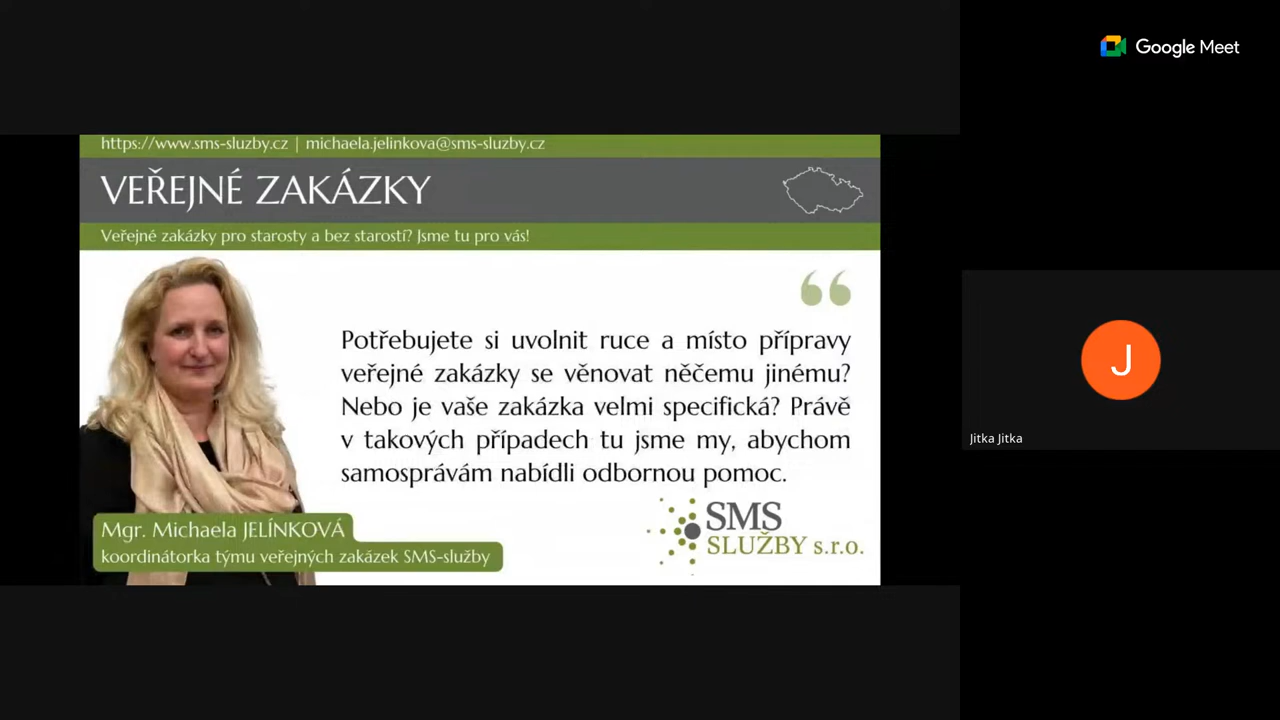 Google Meet
https://www.sms-sluzby.cz | michaela.jelinkova@sms-sluzby.cz
VEŘEJNÉ ZAKÁZKY
Veřejné zakázky pro starosty a bez starostí? Jsme tu pro vás!
Potřebujete si uvolnit ruce a místo přípravy
veřejné zakázky se věnovat něčemu jinému?
Nebo je vaše zakázka velmi specifická? Právě
v takových případech tu jsme my, abychom
samosprávám nabídli odbornou pomoc.
Mgr. Michaela JELÍNKOVÁ
koordinátorka týmu veřejných zakázek SMS-služby
SMS
SLUŽBY s.r.o.
J
Jitka Jitka